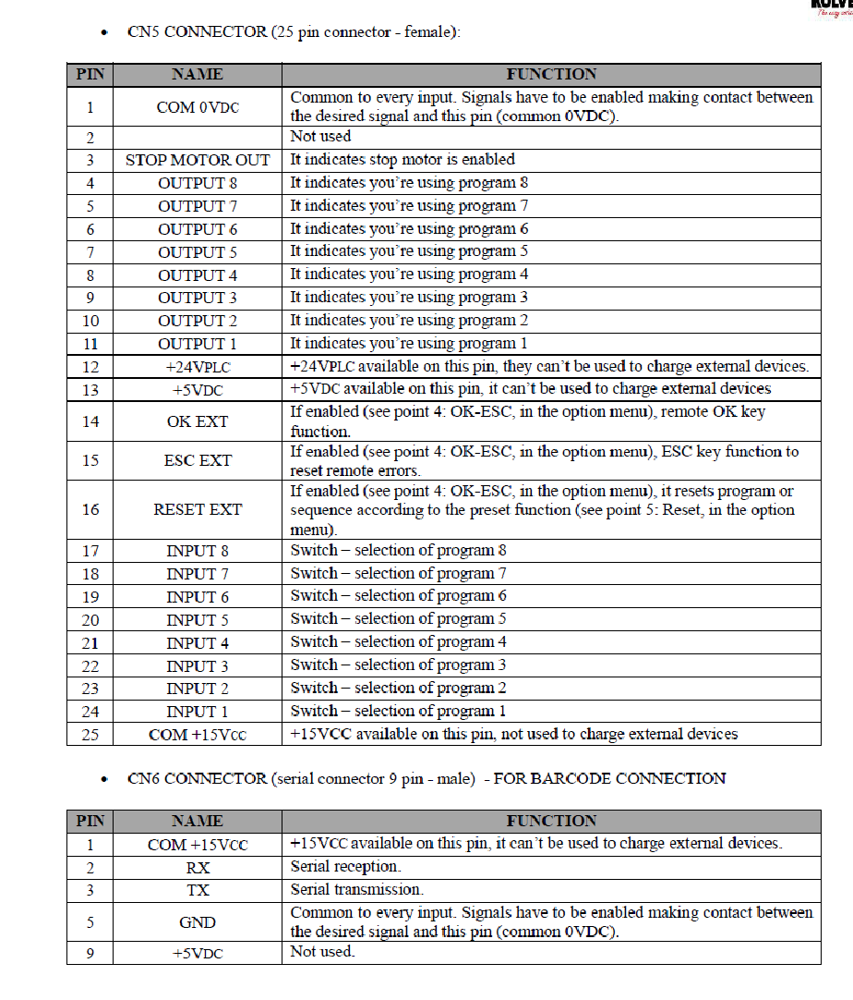 KOLVE
The easy
• CN5 CONNECTOR (25 pin connector - female):
PIN NAME FUNCTION
1 COM 0VDC Common to every input. Signals have to be enabled making contact between
the desired signal and this pin (common 0VDC).
2 Not used
3 STOP MOTOR OUT It indicates stop motor is enabled
4 OUTPUT 8 It indicates you’re using program 8
5 OUTPUT 7 It indicates you’re using program 7
6 OUTPUT 6 It indicates you’re using program 6
7 OUTPUT 5 It indicates you’re using program 5
8 OUTPUT 4 It indicates you’re using program 4
9 OUTPUT 3 It indicates you’re using program 3
10 OUTPUT 2 It indicates you’re using program 2
11 OUTPUT 1 It indicates you’re using program 1
12 +24VPLC +24VPLC available on this pin, they can’t be used to charge external devices.
13 +5VDC +5VDC available on this pin, it can’t be used to charge external devices
14 OK EXT If enabled (see point 4: OK-ESC, in the option menu), remote OK key
function.
15 ESC EXT If enabled (see point 4: OK-ESC, in the option menu), ESC key function to
reset remote errors.
16 RESET EXT If enabled (see point 4: OK-ESC, in the option menu), it resets program or
sequence according to the preset function (see point 5: Reset, in the option
menu).
17 INPUT 8 Switch – selection of program 8
18 INPUT 7 Switch – selection of program 7
19 INPUT 6 Switch – selection of program 6
20 INPUT 5 Switch – selection of program 5
21 INPUT 4 Switch – selection of program 4
22 INPUT 3 Switch – selection of program 3
23 INPUT 2 Switch – selection of program 2
24 INPUT 1 Switch – selection of program 1
25 COM +15VCC +15VCC available on this pin, not used to charge external devices
• CN6 CONNECTOR (serial connector 9 pin - male) - FOR BARCODE CONNECTION
PIN NAME FUNCTION
1 COM +15VCC +15VCC available on this pin, it can’t be used to charge external devices.
2 RX Serial reception.
3 TX Serial transmission.
5 GND Common to every input. Signals have to be enabled making contact between
the desired signal and this pin (common 0VDC).
9 +5VDC Not used.